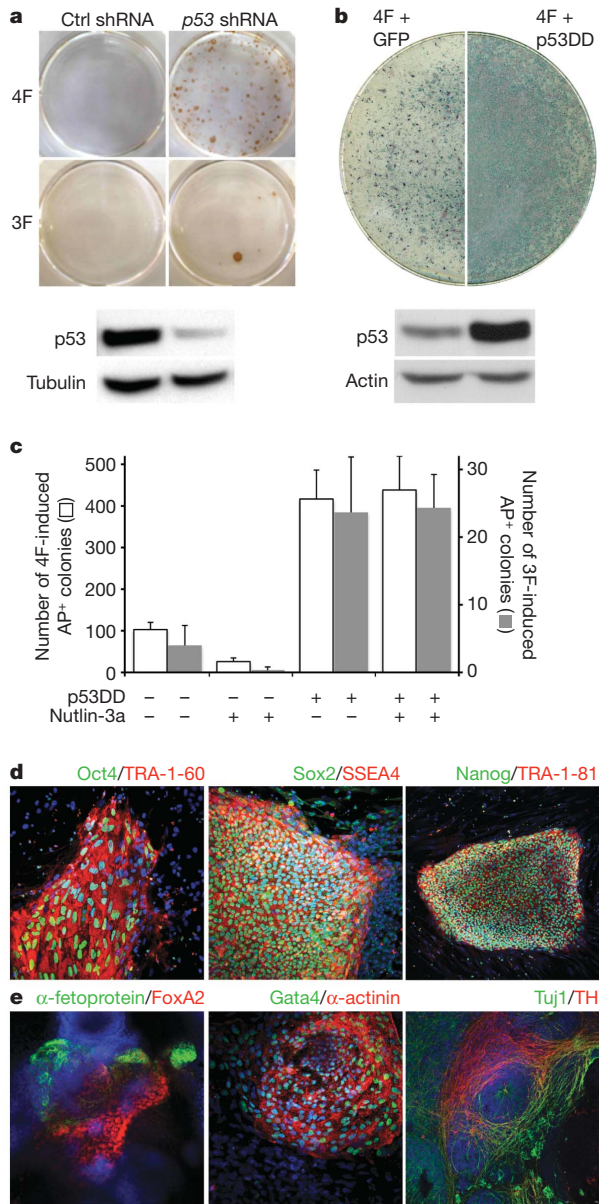 a
Ctrl shRNA p53 shRNA
4F
3F
p53
Tubulin
b
4F + GFP
4F + p53DD
p53
Actin
c
Number of 4F-induced
AP+ colonies (□)
500
400
300
200
100
0
Number of 3F-induced
AP+ colonies (■)
30
20
10
0
p53DD – – – – + + + +
Nutlin-3a – – + + – – + +
d
Oct4/TRA-1-60
Sox2/SSEA4
Nanog/TRA-1-81
e
α-fetoprotein/FoxA2
Gata4/α-actinin
Tuj1/TH